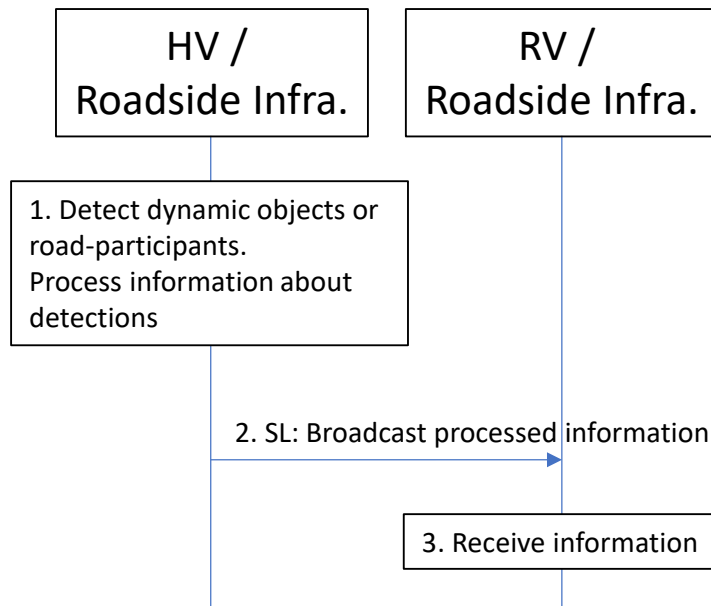 HV /
Roadside Infra.
RV /
Roadside Infra.
1. Detect dynamic objects or
road-participants.
Process information about
detections
2. SL: Broadcast processed information
3. Receive information